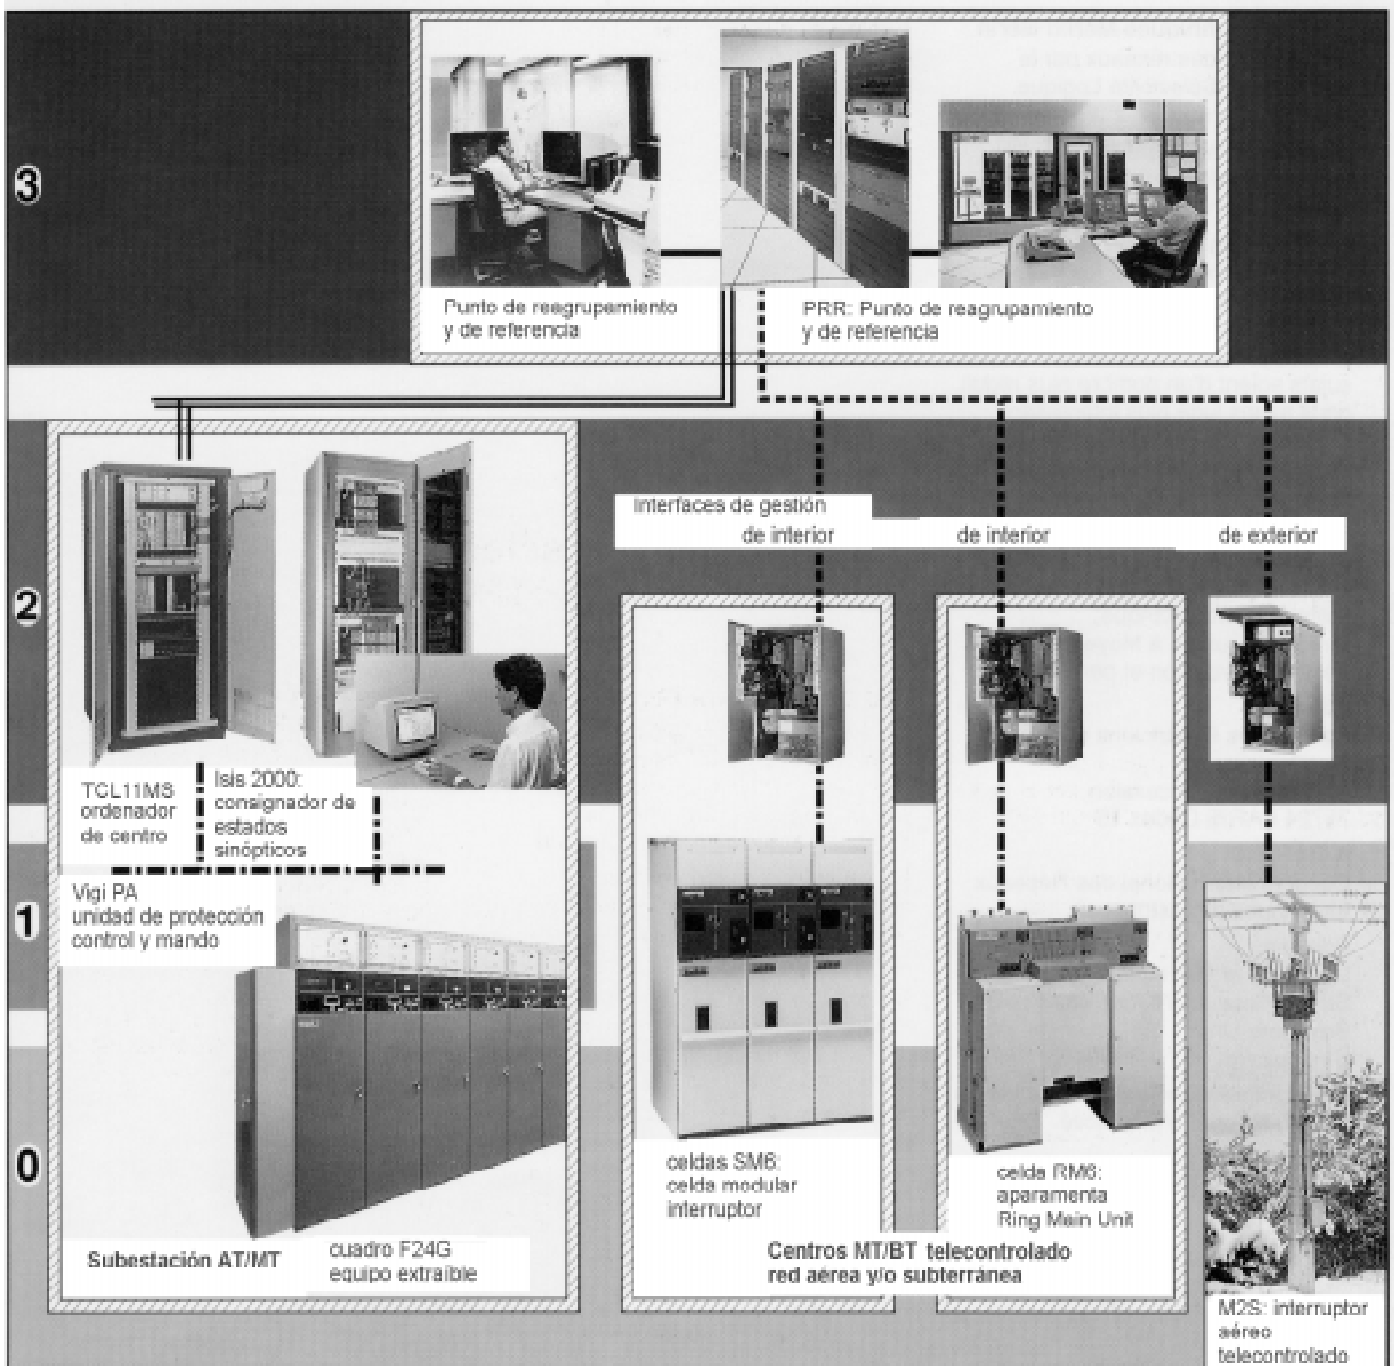 3
Punto de reegrupamiento
y de referencia
PRR: Punto de reagrupamiento
y de referencia
2
Interfaces de gestión
de interior
de interior
de exterior
TCL11MS
ordenador
de centro
Isis 2000:
consignador de
estados
sinópticos
1
Vigi PA
unidad de protección
control y mando
0
celdas SM6:
celda modular
interruptor
celda RM6:
aparamenta
Ring Main Unit
Subestación AT/MT
cuadro F24G
equipo extraíble
Centros MT/BT telecontrolado
red aérea y/o subterránea
M2S: interruptor
aéreo
telecontrolado